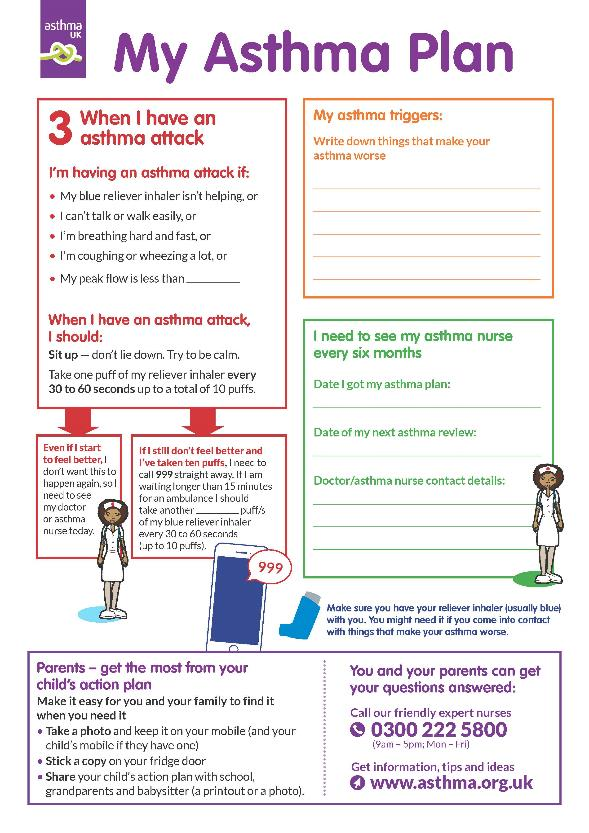 asthma
UK
My Asthma Plan
3 When I have an
asthma attack
I'm having an asthma attack if:
• My blue reliever inhaler isn't helping, or
• I can't talk or walk easily, or
• I'm breathing hard and fast, or
• I'm coughing or wheezing a lot, or
• My peak flow is less than ________
When I have an asthma attack,
I should:
Sit up — don't lie down. Try to be calm.
Take one puff of my reliever inhaler every
30 to 60 seconds up to a total of 10 puffs.
Even if I start
to feel better, I
don't want this to
happen again, so I
need to see
my doctor
or asthma
nurse today.
If I still don't feel better and
I've taken ten puffs, I need to
call 999 straight away. If I am
waiting longer than 15 minutes
for an ambulance I should
take another ________ puff/s
of my blue reliever inhaler
every 30 to 60 seconds
(up to 10 puffs).
999
My asthma triggers:
Write down things that make your
asthma worse
I need to see my asthma nurse
every six months
Date I got my asthma plan:
Date of my next asthma review:
Doctor/asthma nurse contact details:
Make sure you have your reliever inhaler (usually blue)
with you. You might need it if you come into contact
with things that make your asthma worse.
Parents – get the most from your
child's action plan
Make it easy for you and your family to find it
when you need it
• Take a photo and keep it on your mobile (and your
child's mobile if they have one)
• Stick a copy on your fridge door
• Share your child's action plan with school,
grandparents and babysitter (a printout or a photo).
You and your parents can get
your questions answered:
Call our friendly expert nurses
0300 222 5800
(9am – 5pm; Mon – Fri)
Get information, tips and ideas
www.asthma.org.uk